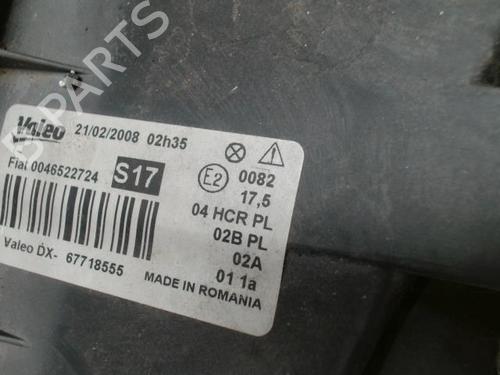 B-PARTS
Valeo 21/02/2008 02h35
Fiat 0046522724 S17
E2 0082
17,5
04 HCR PL
02B PL
02A
01 1a
Valeo DX- 67718555
MADE IN ROMANIA